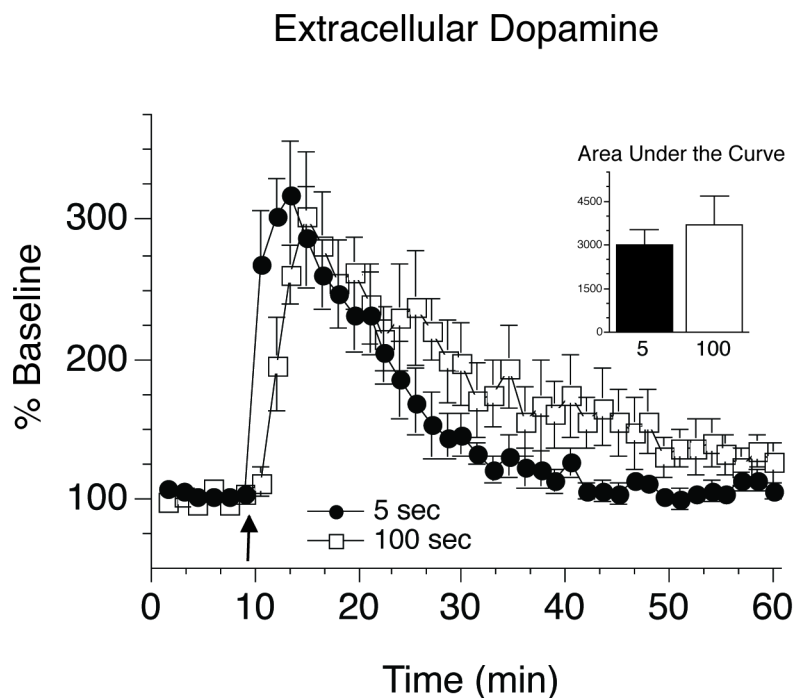 Extracellular Dopamine
% Baseline
300
200
100
Area Under the Curve
4500
3000
1500
0
5 100
5 sec
100 sec
0 10 20 30 40 50 60
Time (min)